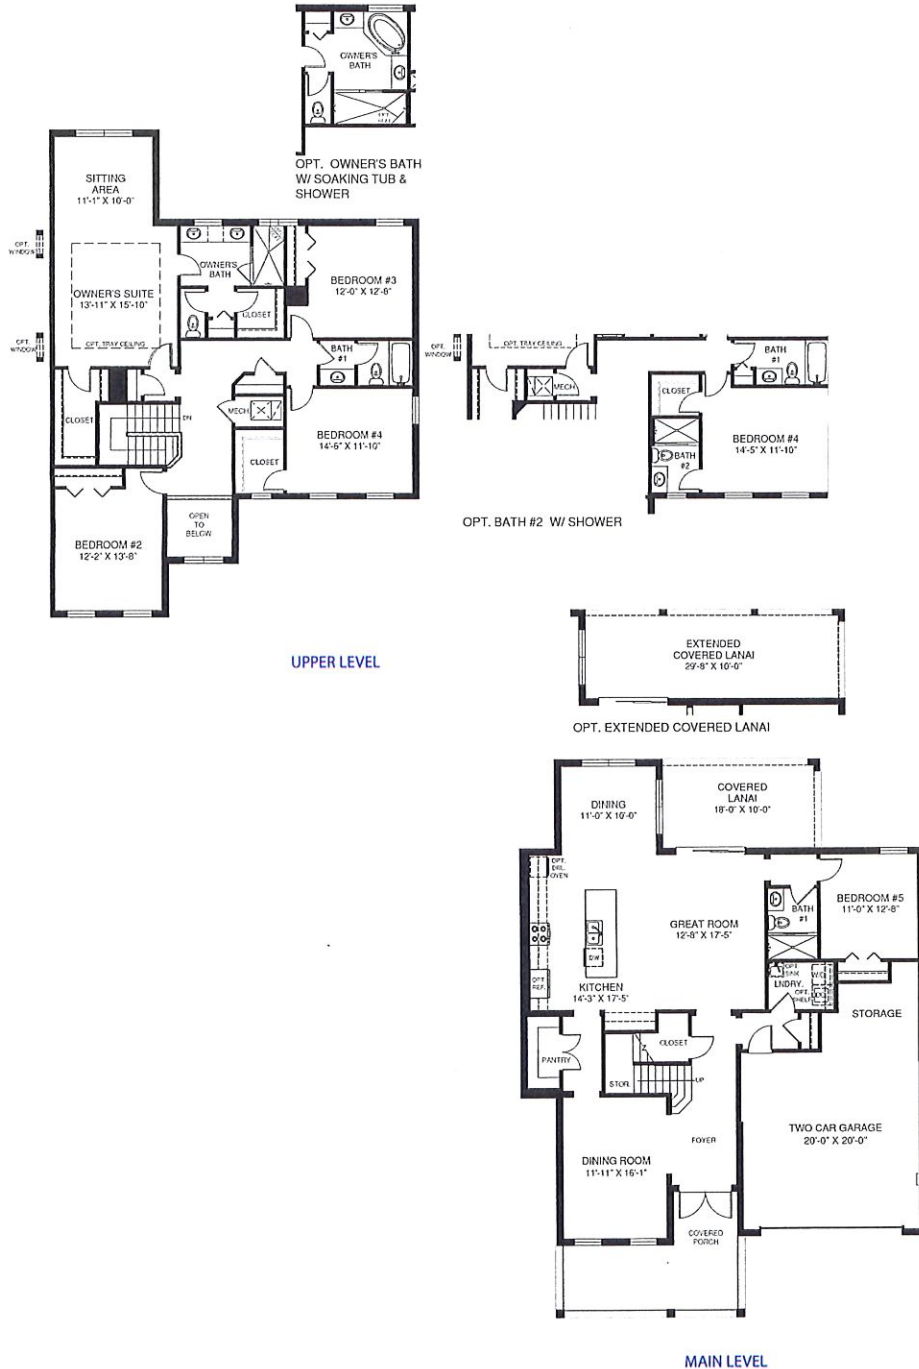 OWNER'S
BATH
OPT. OWNER'S BATH
W/ SOAKING TUB &
SHOWER
SITTING
AREA
11'-1" X 10'-0"
OPT.
WINDOW
OWNER'S
BATH
BEDROOM #3
12'-0" X 12'-8"
OWNER'S SUITE
13'-11" X 15'-10"
CLOSET
OPT. TRAY CEILING
OPT.
WINDOW
BATH
#1
CLOSET
DN
MECH
BEDROOM #4
14'-6" X 11'-10"
CLOSET
OPEN
TO
BELOW
BEDROOM #2
12'-2" X 13'-8"
OPT.
WINDOW
OPT. TRAY CEILING
MECH
BATH
#1
CLOSET
BEDROOM #4
14'-5" X 11'-10"
BATH
#2
OPT. BATH #2 W/ SHOWER
UPPER LEVEL
EXTENDED
COVERED LANAI
29'-8" X 10'-0"
OPT. EXTENDED COVERED LANAI
DINING
11'-0" X 10'-0"
COVERED
LANAI
18'-0" X 10'-0"
OPT.
DBL.
OVEN
BEDROOM #5
11'-0" X 12'-8"
BATH
#1
GREAT ROOM
12'-8" X 17'-5"
DW
OPT.
REF.
KITCHEN
14'-3" X 17'-5"
OPT.
SINK
LNDRY.
OPT.
SHELF
STORAGE
CLOSET
PANTRY
STOR.
UP
TWO CAR GARAGE
20'-0" X 20'-0"
FOYER
DINING ROOM
11'-11" X 16'-1"
COVERED
PORCH
MAIN LEVEL